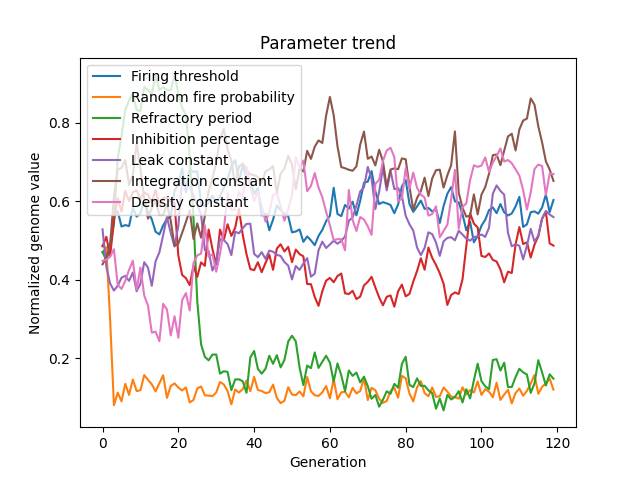 Parameter trend
Firing threshold
Random fire probability
Refractory period
Inhibition percentage
Leak constant
Integration constant
Density constant
Normalized genome value
0.8
0.6
0.4
0.2
0 20 40 60 80 100 120
Generation